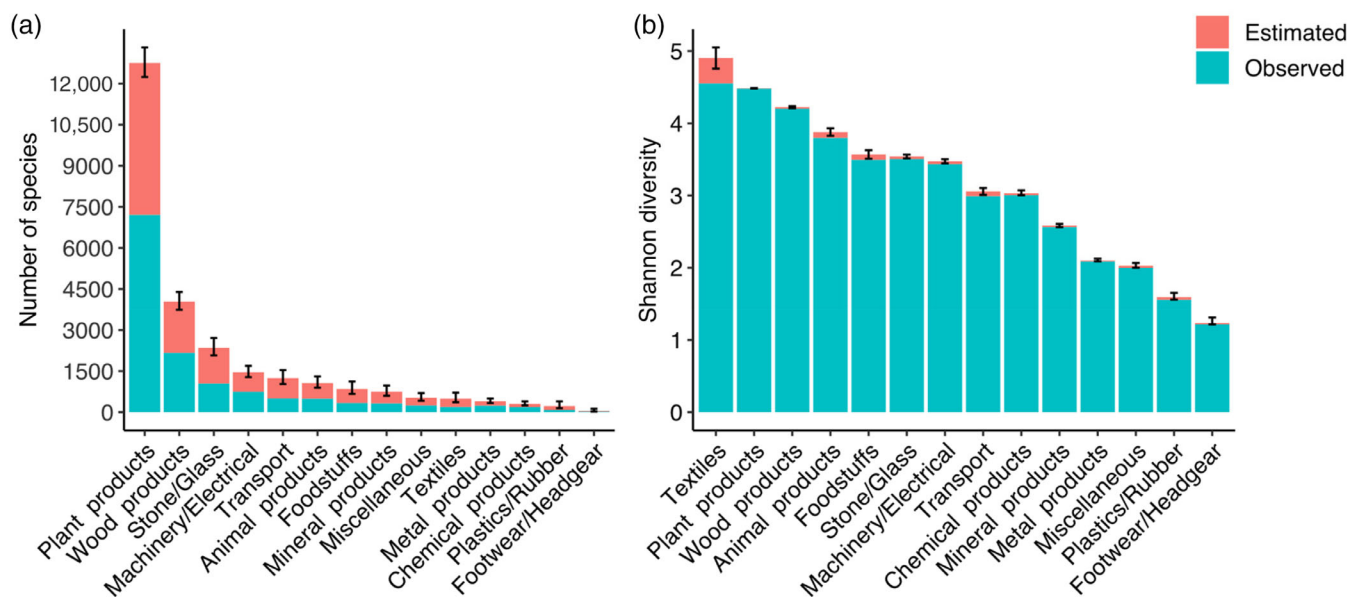 (a)
Number of species
12,000
10,500
9000
7500
6000
4500
3000
1500
0
Plant products
Wood products
Stone/Glass
Machinery/Electrical
Transport
Animal products
Foodstuffs
Mineral products
Miscellaneous
Textiles
Metal products
Chemical products
Plastics/Rubber
Footwear/Headgear
(b)
Shannon diversity
5
4
3
2
1
0
Textiles
Plant products
Wood products
Animal products
Foodstuffs
Stone/Glass
Machinery/Electrical
Transport
Chemical products
Mineral products
Metal products
Miscellaneous
Plastics/Rubber
Footwear/Headgear
Estimated
Observed